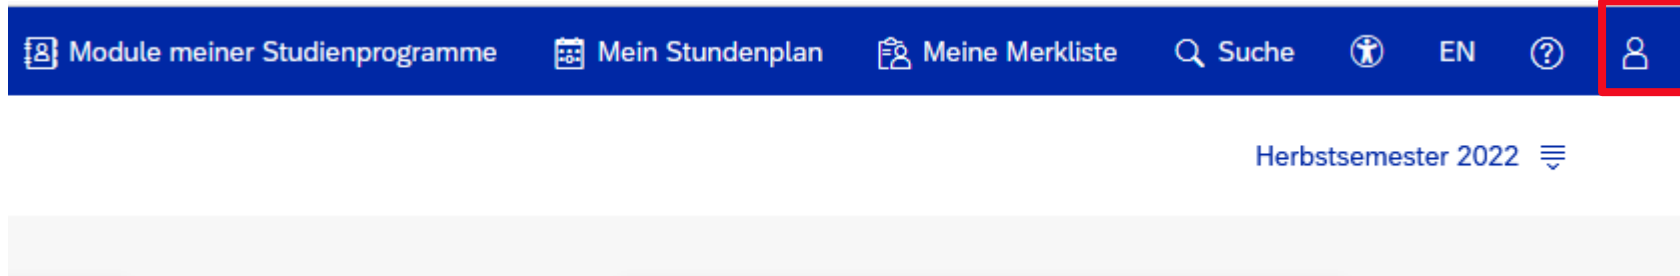 Module meiner Studienprogramme Mein Stundenplan Meine Merkliste Suche EN ?
Herbstsemester 2022